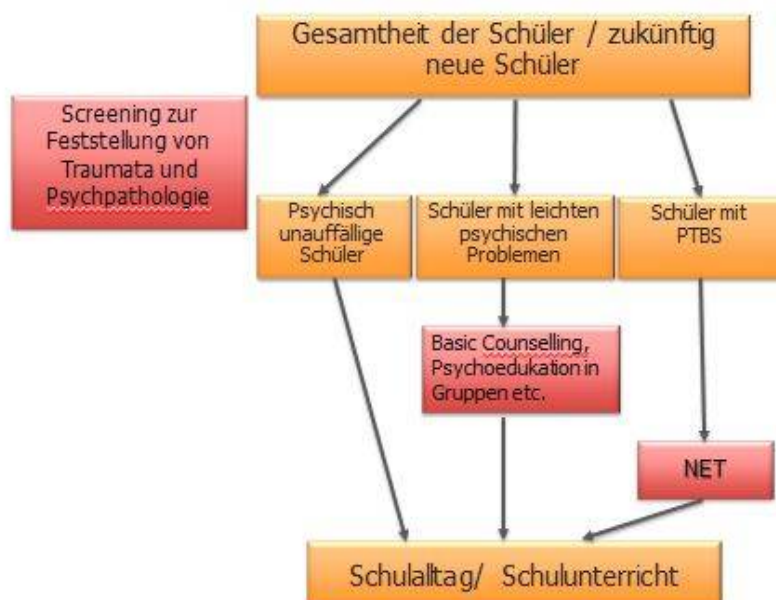 Gesamtheit der Schüler / zukünftig
neue Schüler
Screening zur
Feststellung von
Traumata und
Psychpathologie
Psychisch
unauffällige
Schüler
Schüler mit leichten
psychischen
Problemen
Schüler mit
PTBS
Basic Counselling,
Psychoedukation in
Gruppen etc.
NET
Schulalltag/ Schulunterricht